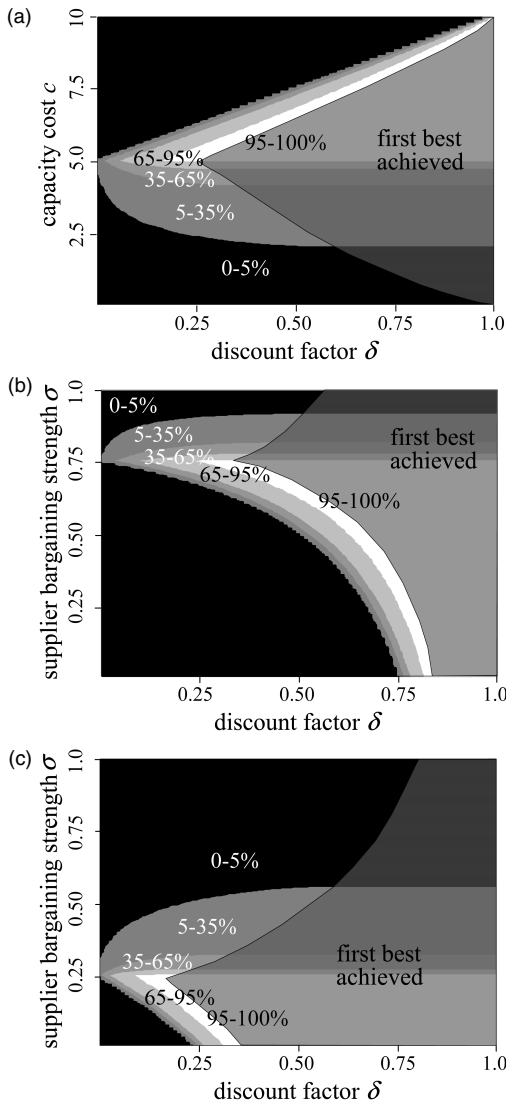 (a)
capacity cost c
10
7.5
5.0
2.5
65-95%
95-100%
35-65%
5-35%
0-5%
first best
achieved
0.25
0.50
0.75
1.0
discount factor δ
(b)
supplier bargaining strength σ
1.0
0.75
0.50
0.25
0-5%
5-35%
35-65%
65-95%
95-100%
first best
achieved
0.25
0.50
0.75
1.0
discount factor δ
(c)
supplier bargaining strength σ
1.0
0.75
0.50
0.25
0-5%
5-35%
35-65%
65-95%
95-100%
first best
achieved
0.25
0.50
0.75
1.0
discount factor δ